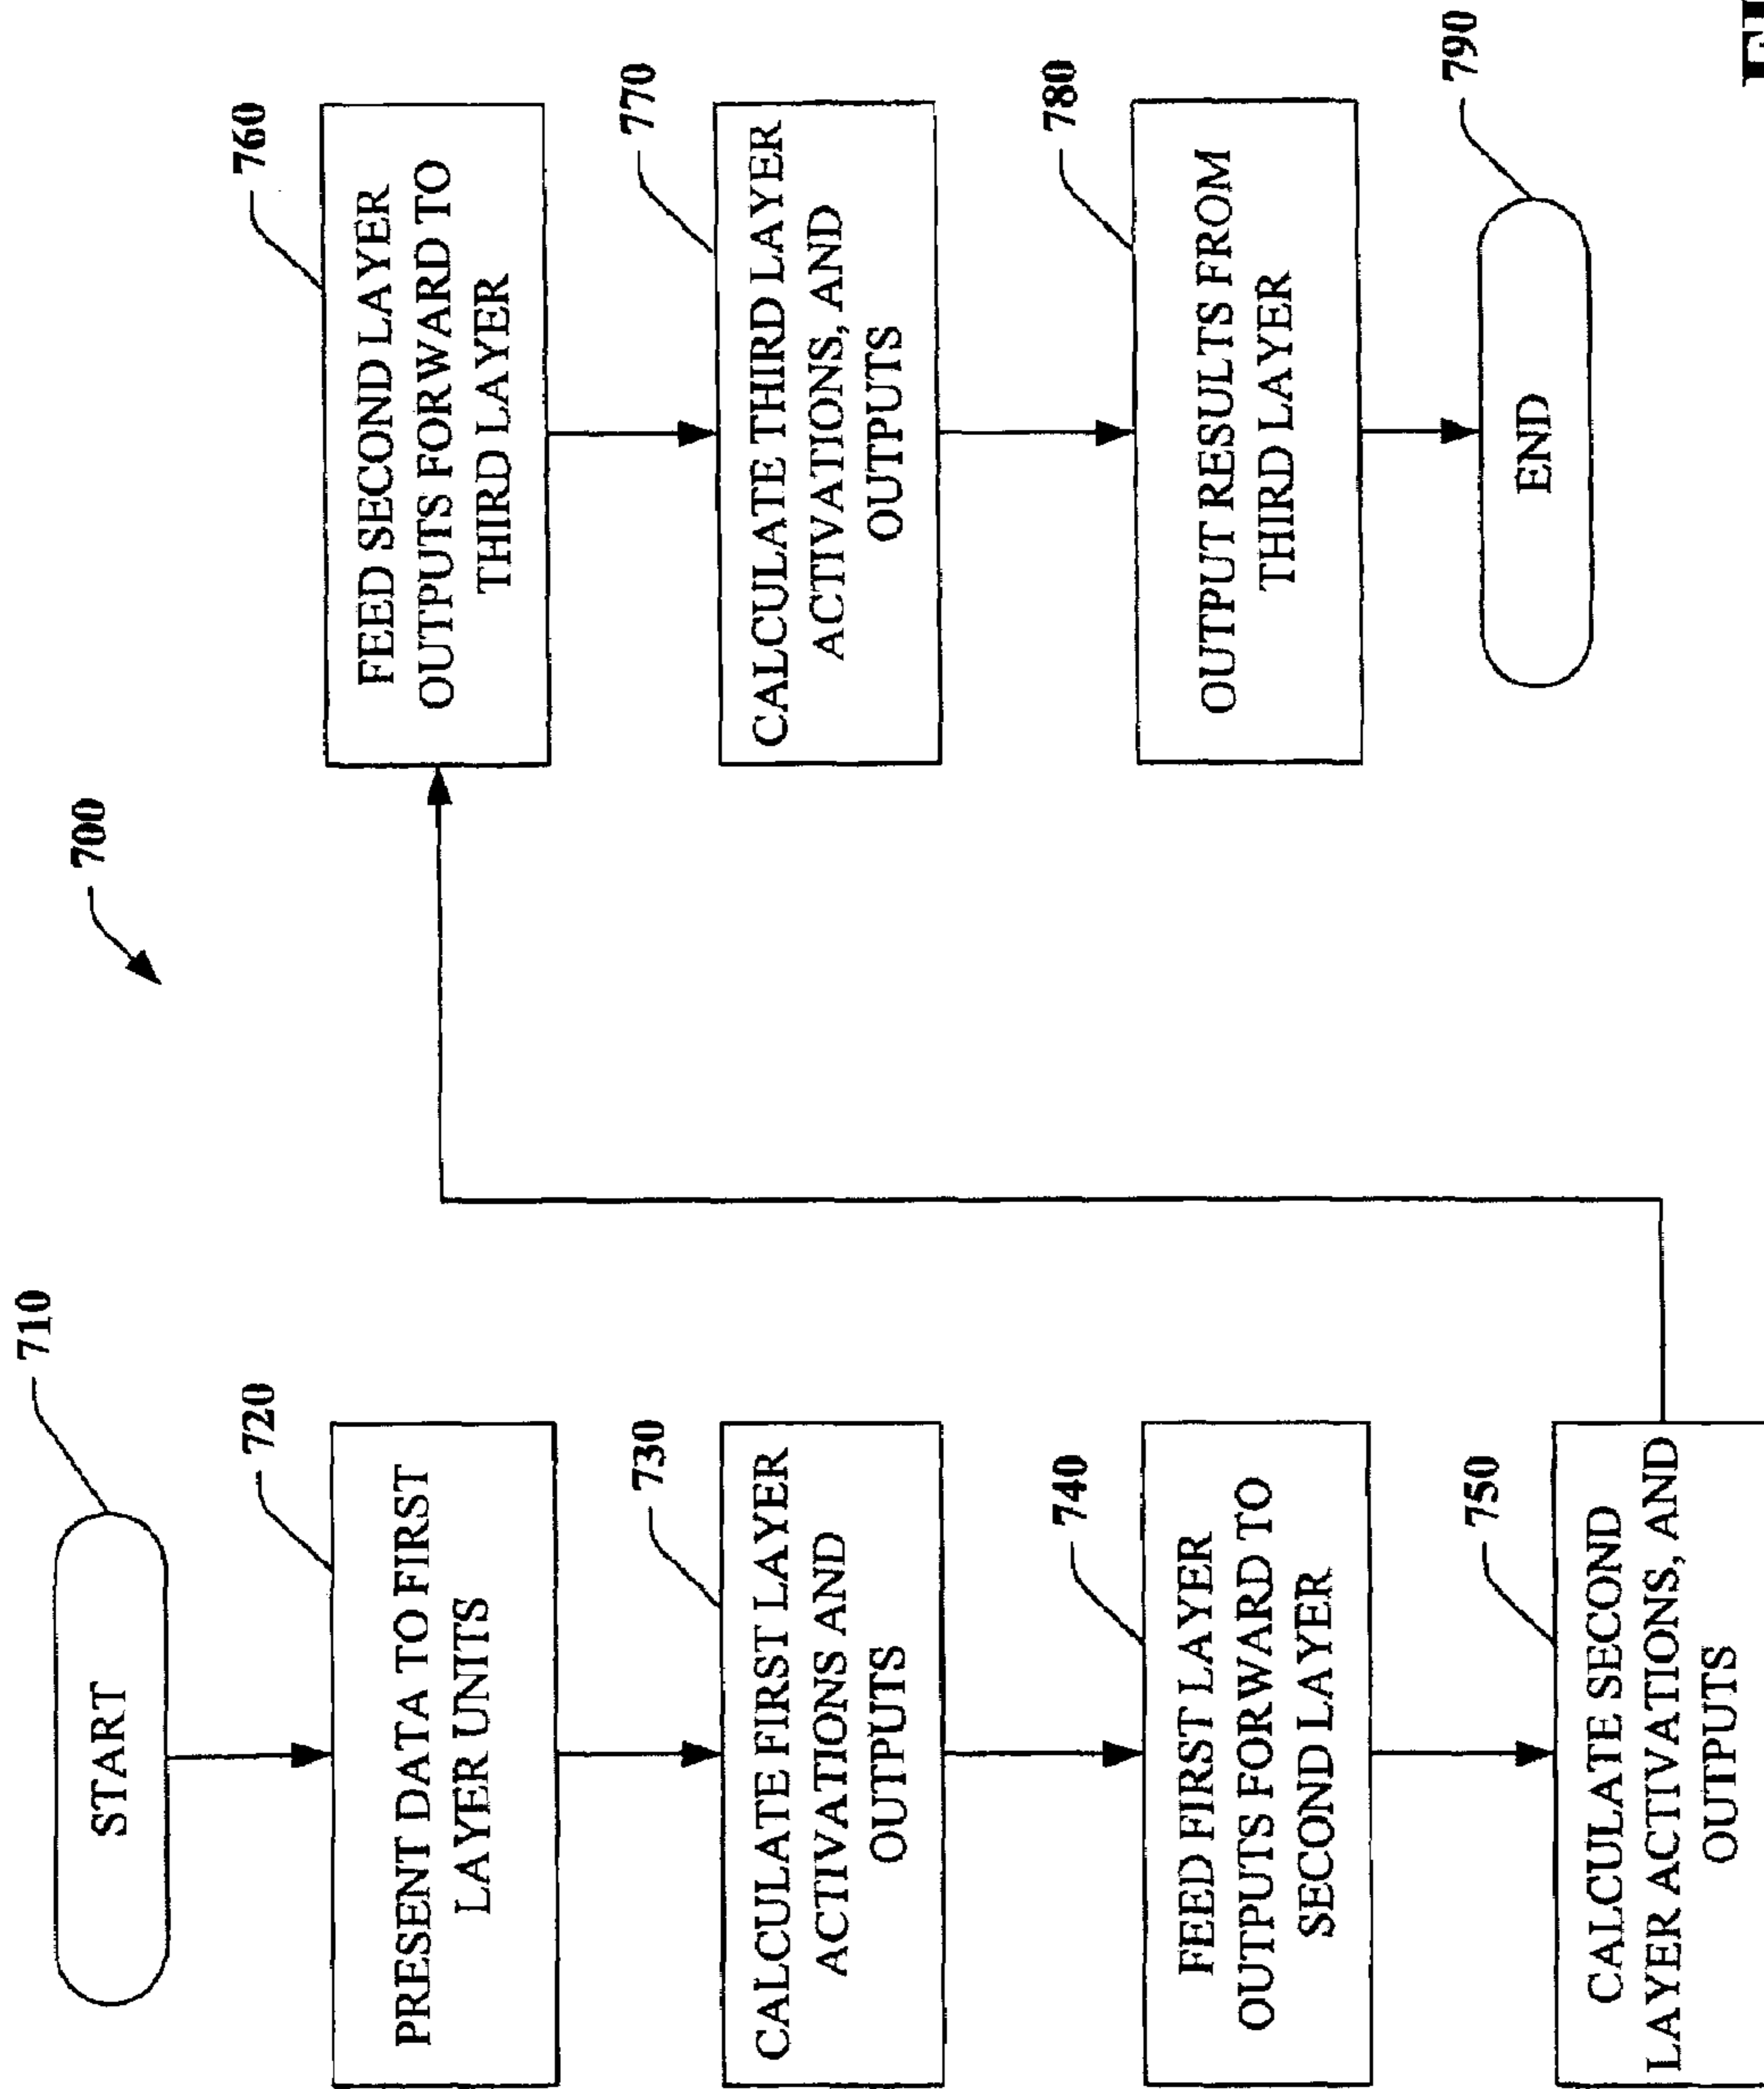 700
710
START
720
PRESENT DATA TO FIRST
LAYER UNITS
730
CALCULATE FIRST LAYER
ACTIVATIONS AND
OUTPUTS
740
FEED FIRST LAYER
OUTPUTS FORWARD TO
SECOND LAYER
750
CALCULATE SECOND
LAYER ACTIVATIONS, AND
OUTPUTS
760
FEED SECOND LAYER
OUTPUTS FORWARD TO
THIRD LAYER
770
CALCULATE THIRD LAYER
ACTIVATIONS, AND
OUTPUTS
780
OUTPUT RESULTS FROM
THIRD LAYER
790
END